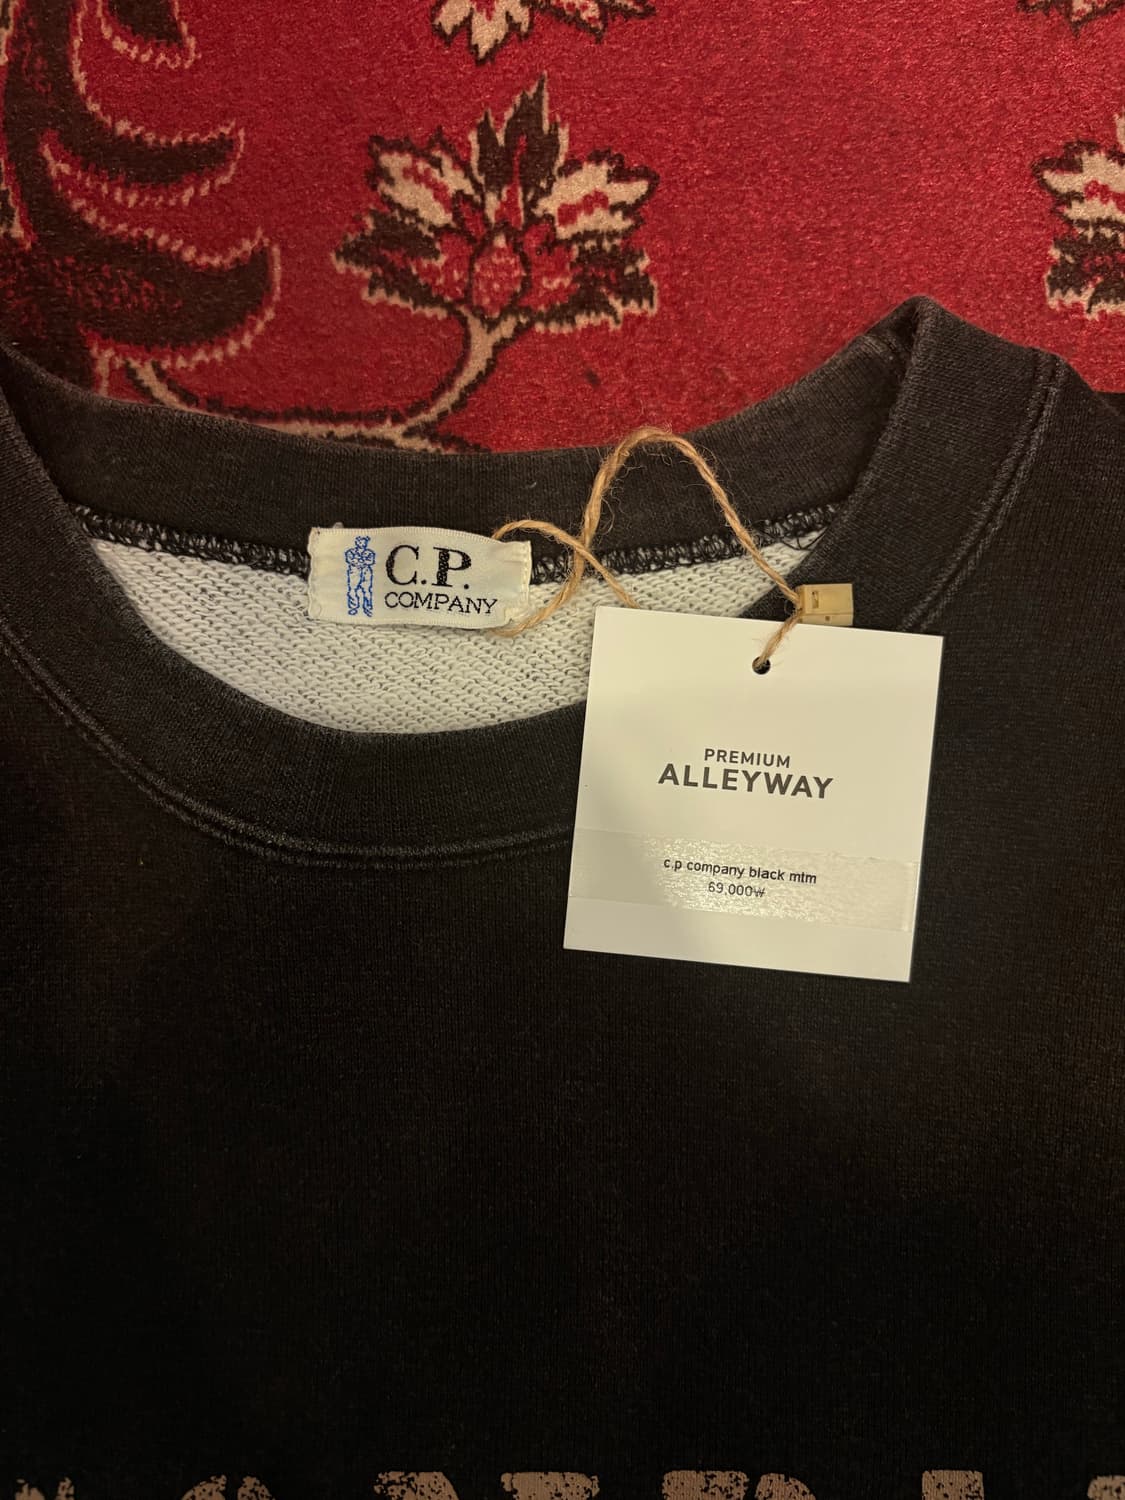 C.P.
COMPANY
PREMIUM
ALLEYWAY
c.p company black mtm
69,000₩